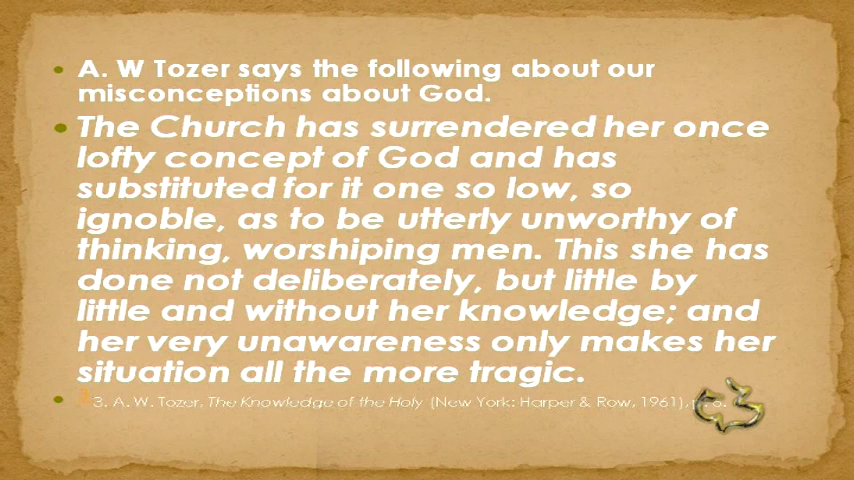 • A. W Tozer says the following about our
misconceptions about God.
• The Church has surrendered her once
lofty concept of God and has
substituted for it one so low, so
ignoble, as to be utterly unworthy of
thinking, worshiping men. This she has
done not deliberately, but little by
little and without her knowledge; and
her very unawareness only makes her
situation all the more tragic.
• 3. A. W. Tozer, The Knowledge of the Holy (New York: Harper & Row, 1961),